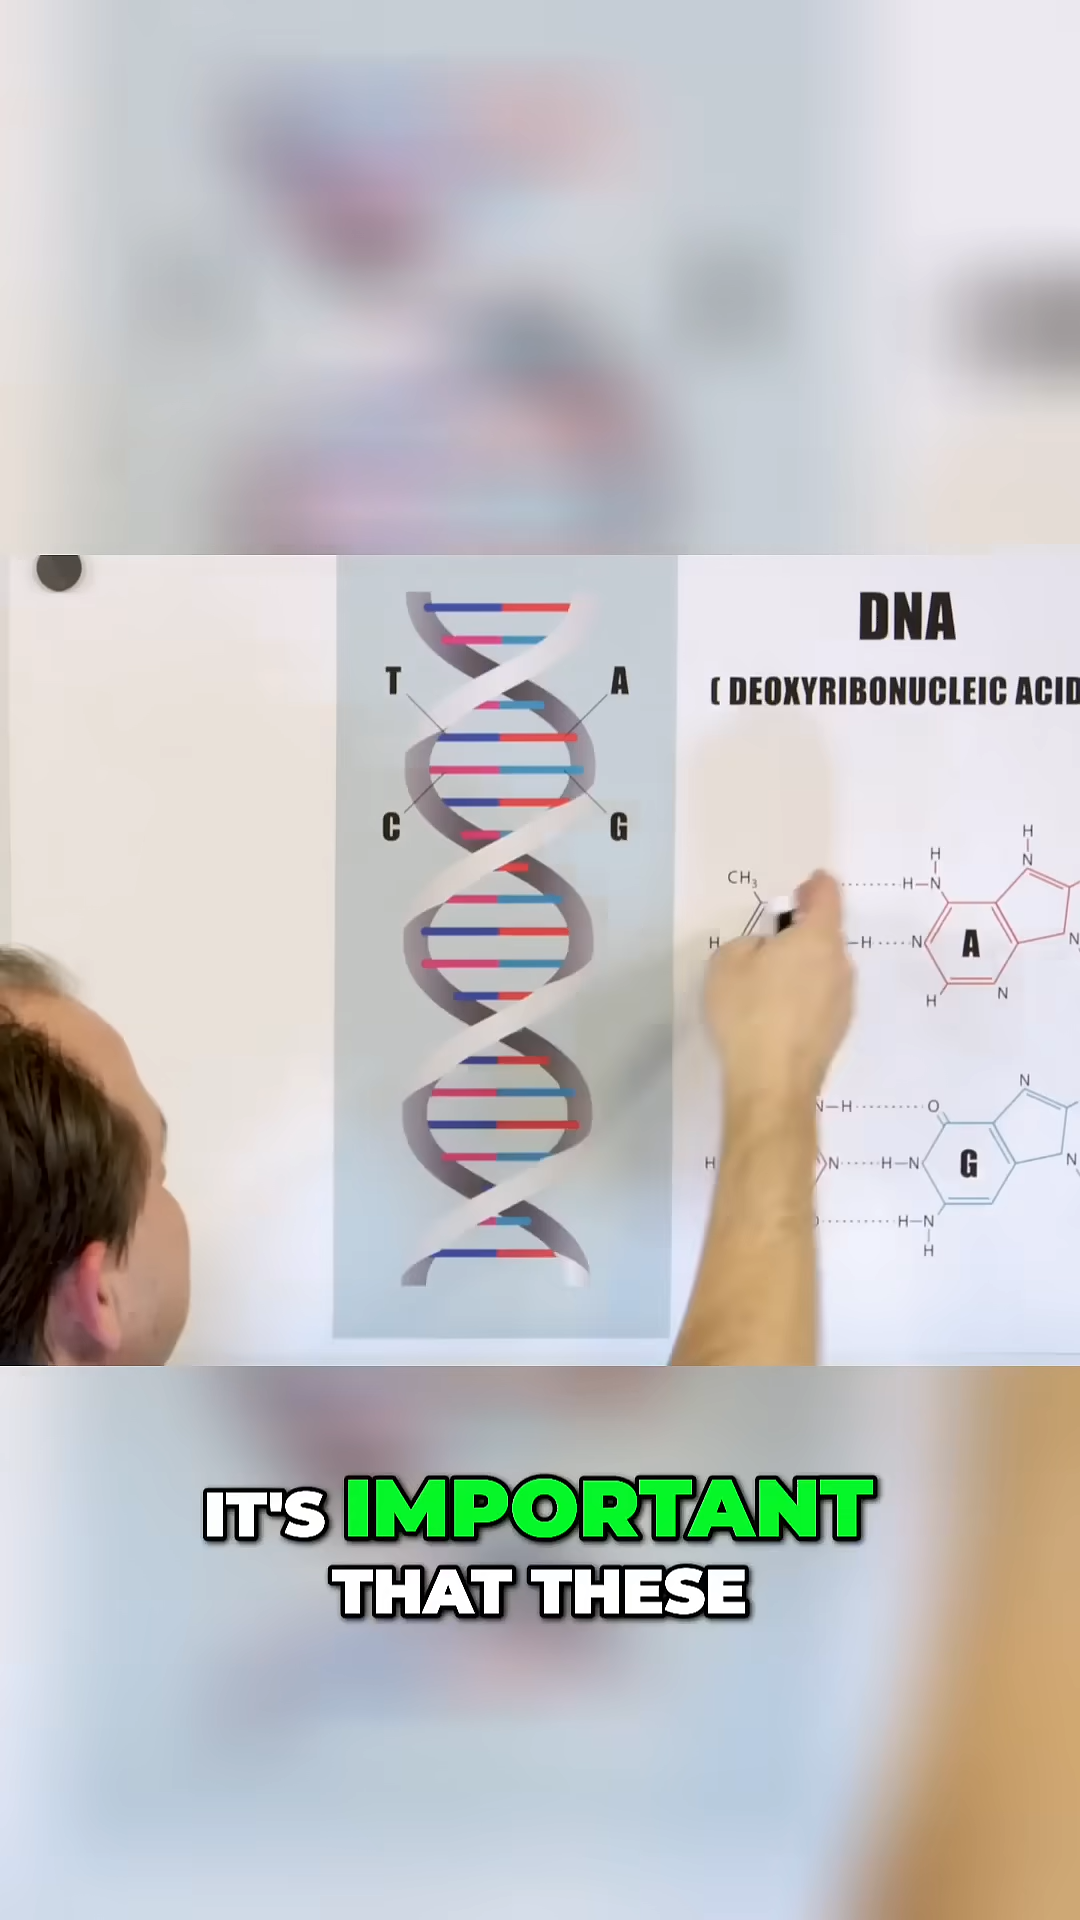 DNA
( DEOXYRIBONUCLEIC ACID
T
A
C
G
H
H
N
CH3
H
H–N
H
–H
N
A
N
H
N
N
N–H
O
H
N
H–N
G
N
H–N
H
IT'S IMPORTANT
THAT THESE